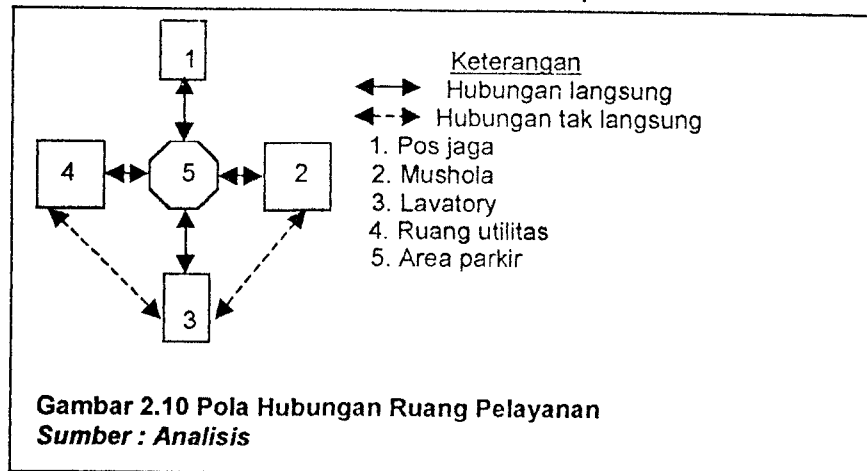 1
4
5
2
3
Keterangan
Hubungan langsung
Hubungan tak langsung
1. Pos jaga
2. Mushola
3. Lavatory
4. Ruang utilitas
5. Area parkir
Gambar 2.10 Pola Hubungan Ruang Pelayanan
Sumber : Analisis